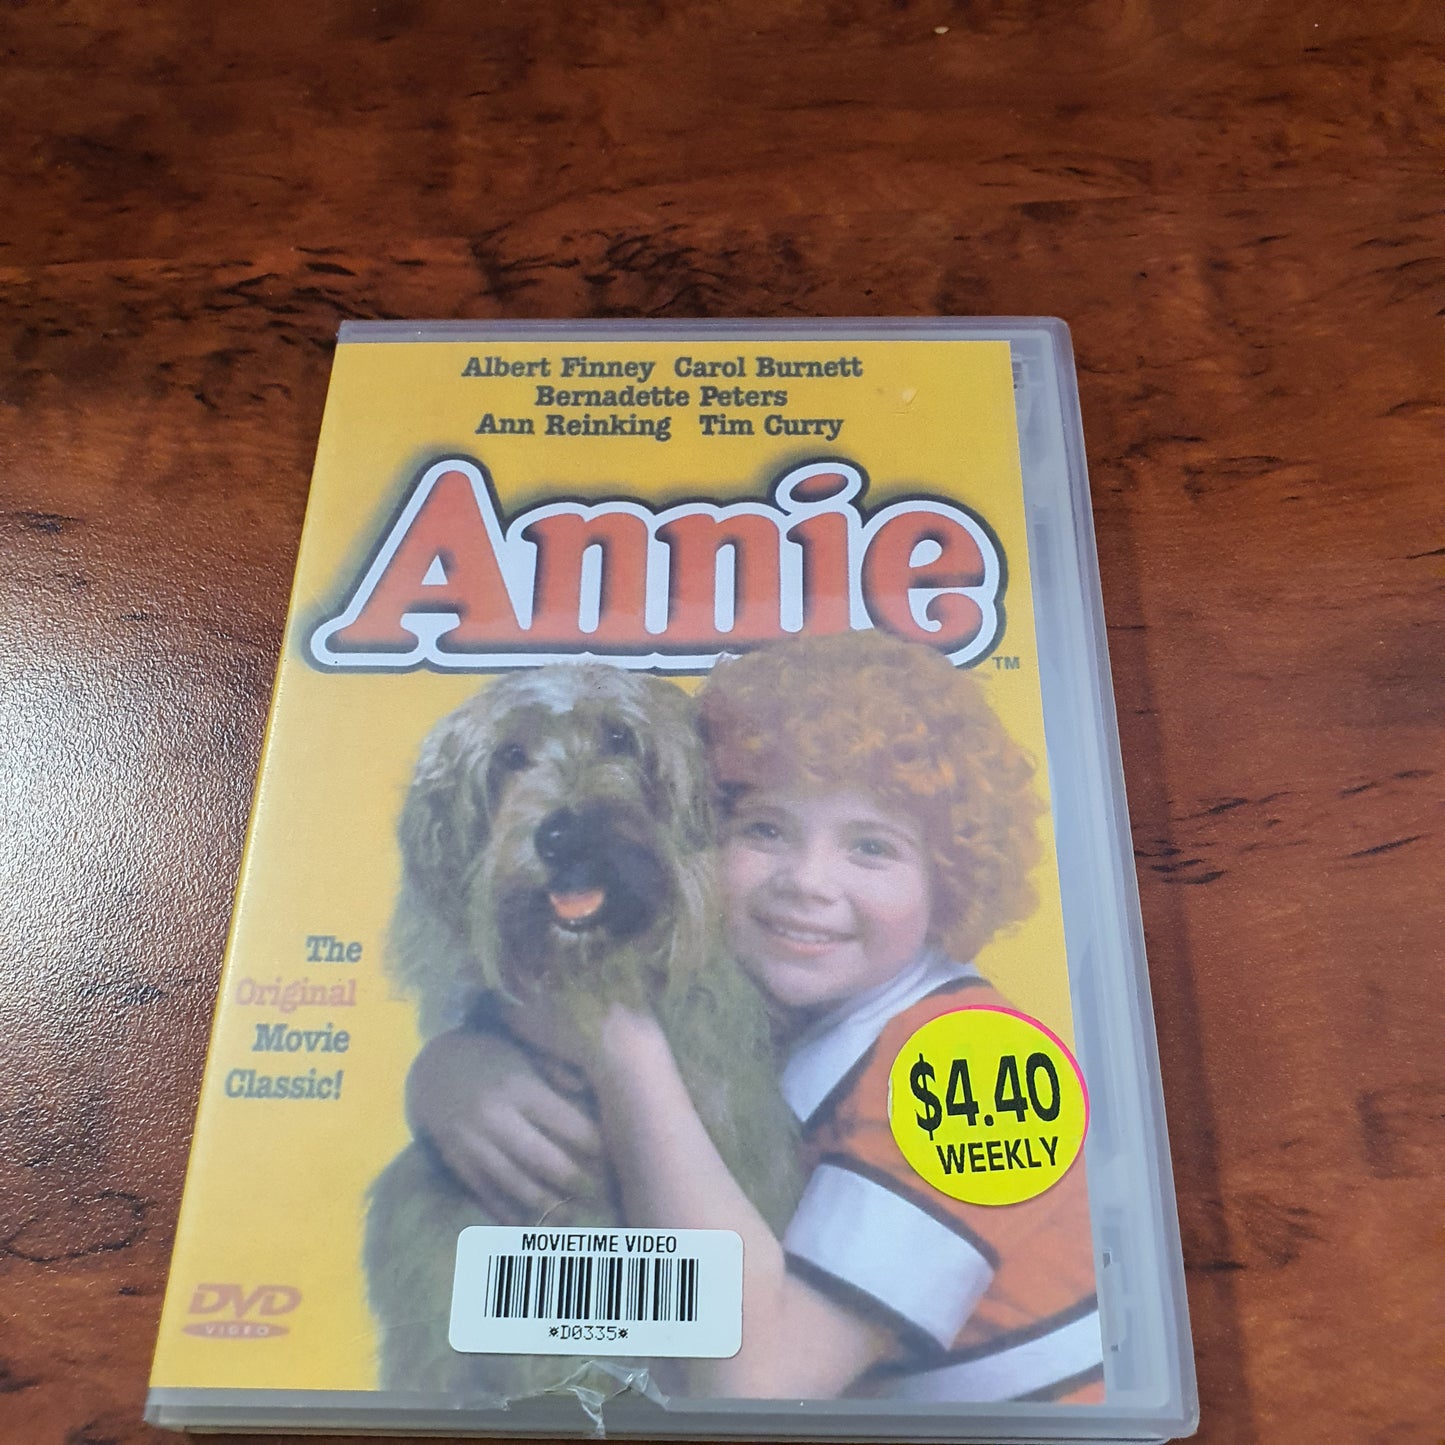 Albert Finney Carol Burnett
Bernadette Peters
Ann Reinking Tim Curry
Annie TM
The
Original
Movie
Classic!
$4.40
WEEKLY
MOVIETIME VIDEO
*D0335*
DVD
VIDEO